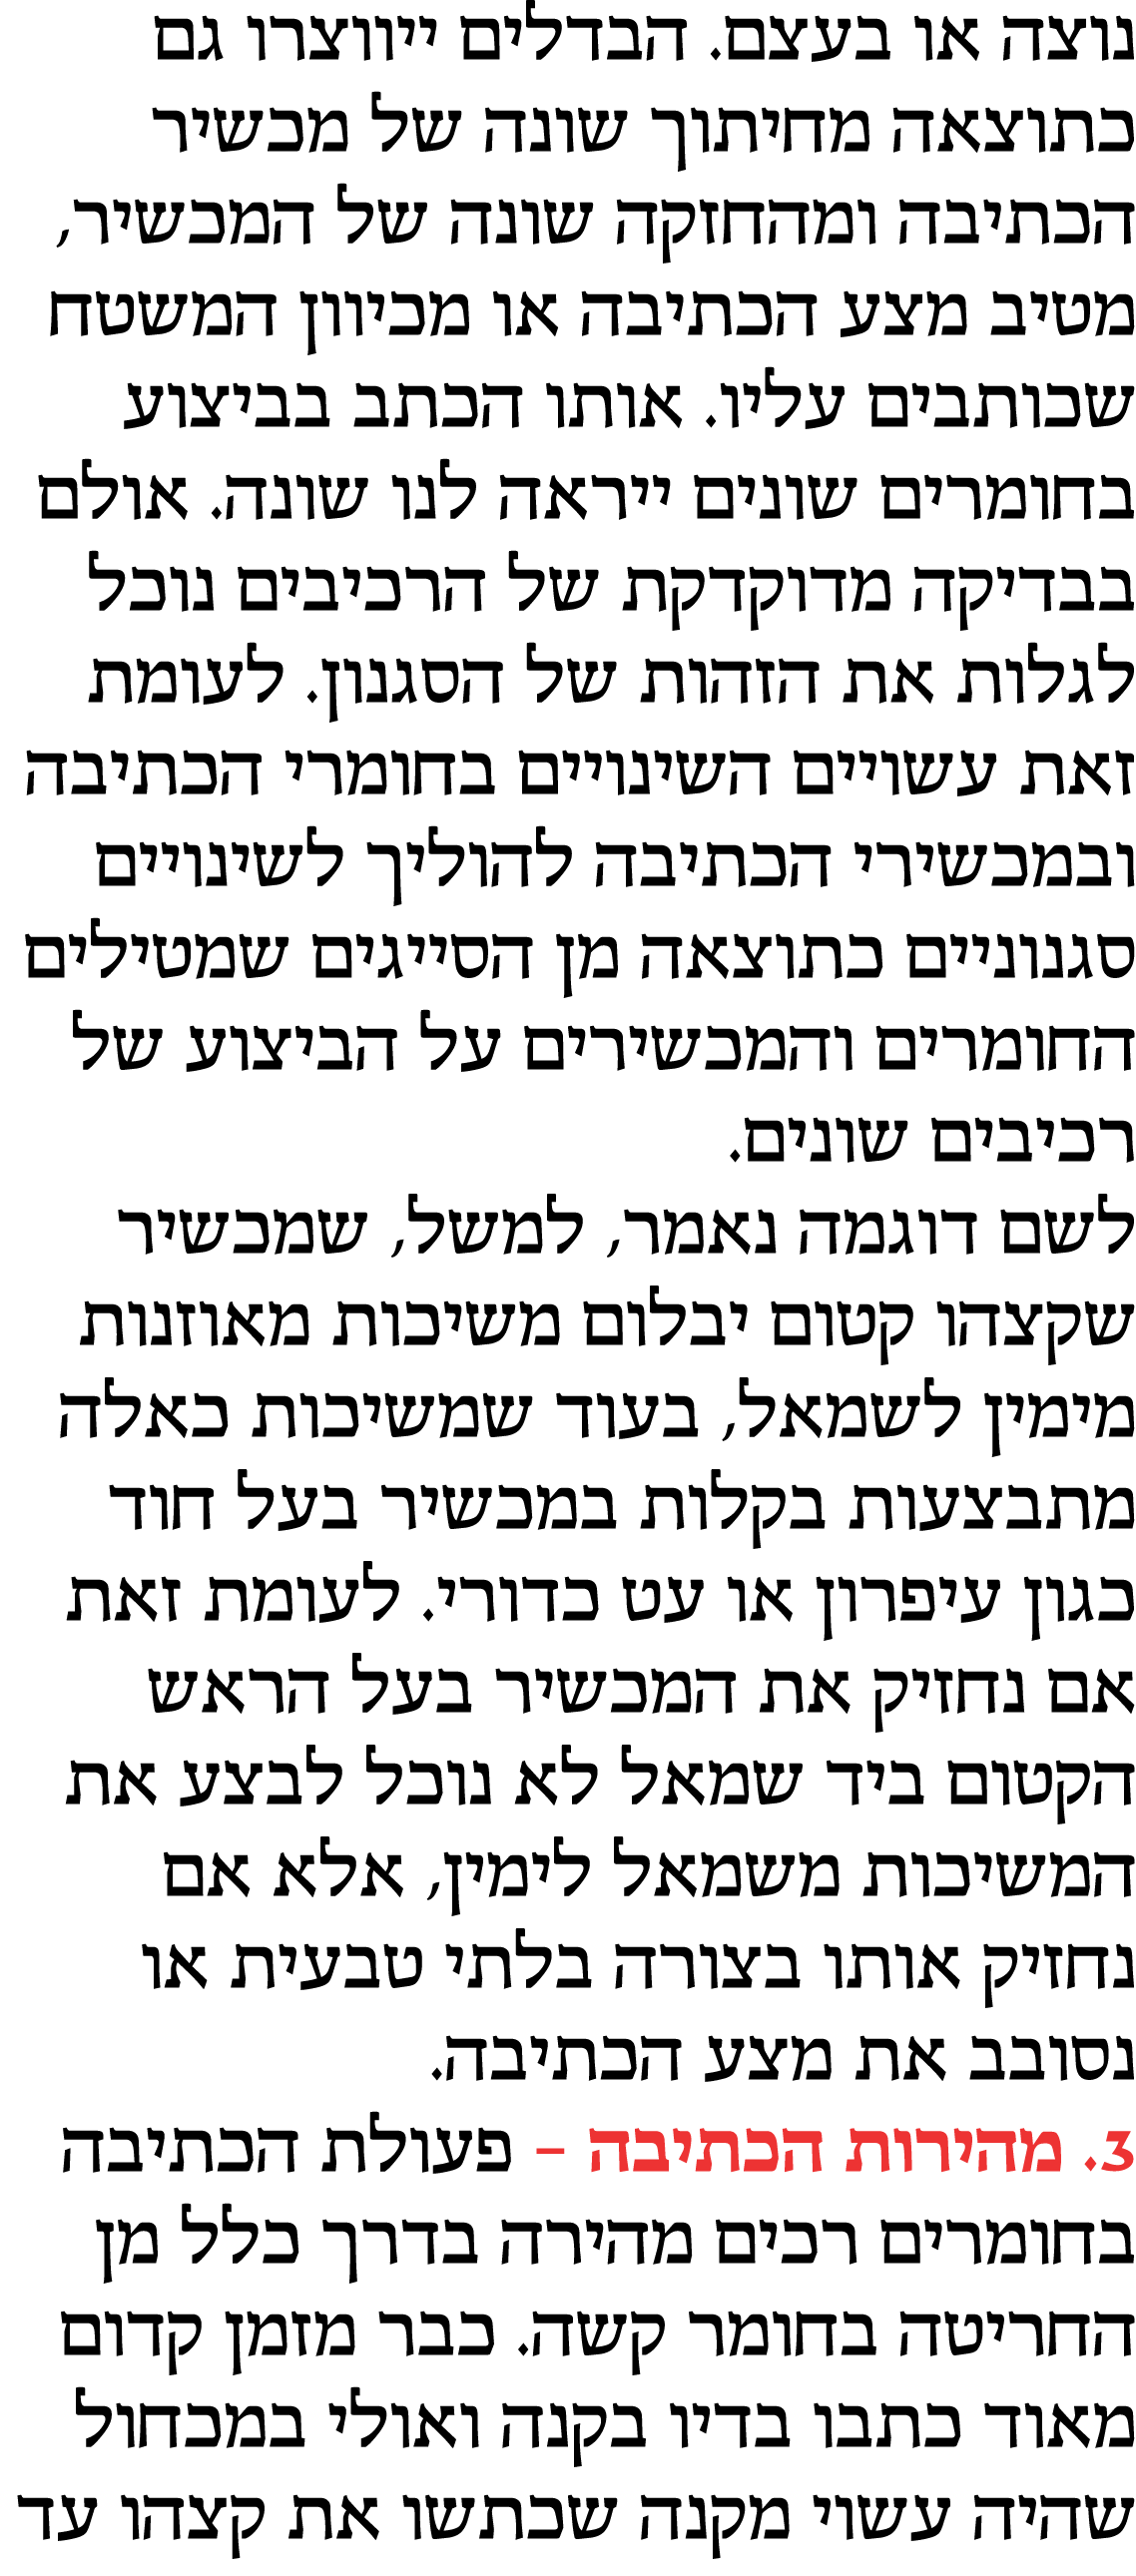 נוצה או בעצם. הבדלים ייווצרו גם
כתוצאה מחיתוך שונה של מכשיר
הכתיבה ומהחזקה שונה של המכשיר,
מטיב מצע הכתיבה או מכיוון המשטח
שכותבים עליו. אותו הכתב בביצוע
בחומרים שונים ייראה לנו שונה. אולם
בבדיקה מדוקדקת של הרכיבים נוכל
לגלות את הזהות של הסגנון. לעומת
זאת עשויים השינויים בחומרי הכתיבה
ובמכשירי הכתיבה להוליך לשינויים
סגנוניים כתוצאה מן הסייגים שמטילים
החומרים והמכשירים על הביצוע של
רכיבים שונים.
לשם דוגמה נאמר, למשל, שמכשיר
שקצהו קטום יבלום משיכות מאוזנות
מימין לשמאל, בעוד שמשיכות כאלה
מתבצעות בקלות במכשיר בעל חוד
כגון עיפרון או עט כדורי. לעומת זאת
אם נחזיק את המכשיר בעל הראש
הקטום ביד שמאל לא נוכל לבצע את
המשיכות משמאל לימין, אלא אם
נחזיק אותו בצורה בלתי טבעית או
נסובב את מצע הכתיבה.
3. מהירות הכתיבה – פעולת הכתיבה
בחומרים רכים מהירה בדרך כלל מן
החריטה בחומר קשה. כבר מזמן קדום
מאוד כתבו בדיו בקנה ואולי במכחול
שהיה עשוי מקנה שכתשו את קצהו עד